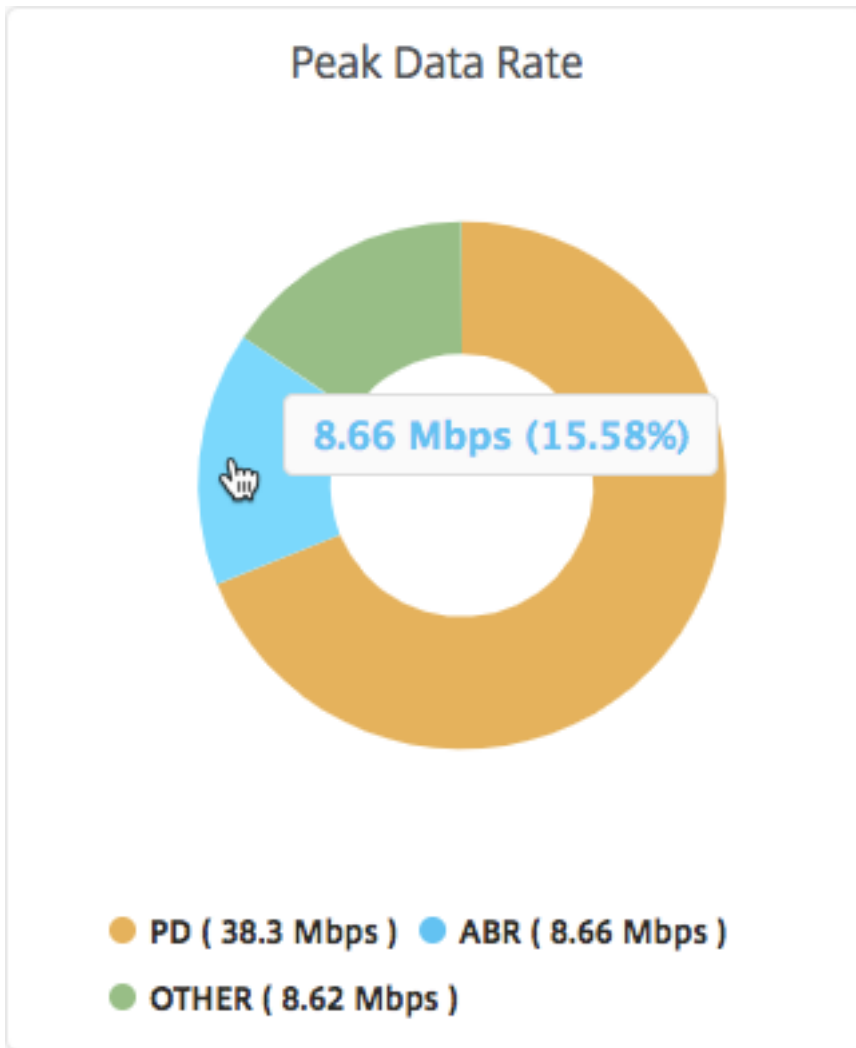 Peak Data Rate
8.66 Mbps (15.58%)
PD ( 38.3 Mbps ) ABR ( 8.66 Mbps )
OTHER ( 8.62 Mbps )